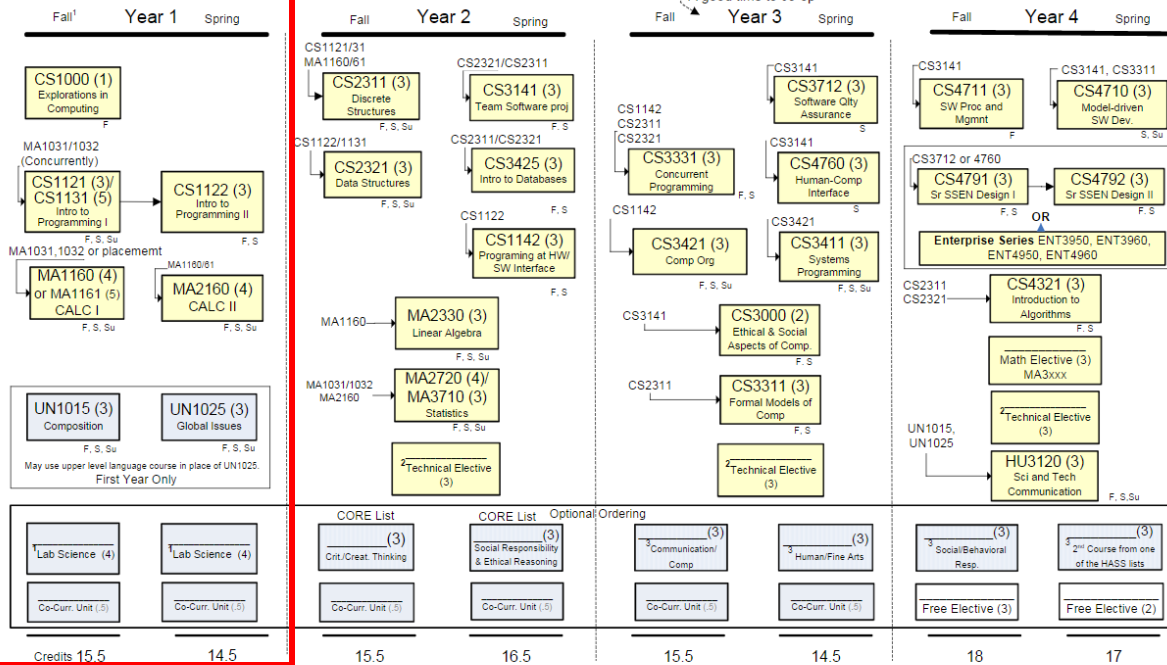 Fall¹ Year 1 Spring
CS1000 (1)
Explorations in
Computing
F
MA1031/1032
(Concurrently)
CS1121 (3)/
CS1131 (5)
Intro to
Programming I
F, S, Su
CS1122 (3)
Intro to
Programming II
F, S
MA1031,1032 or placememt
MA1160 (4)
or MA1161 (5)
CALC I
F, S, Su
MA1160/61
MA2160 (4)
CALC II
F, S, Su
UN1015 (3)
Composition
F, S, Su
UN1025 (3)
Global Issues
F, S, Su
May use upper level language course in place of UN1025.
First Year Only
¹Lab Science (4)
¹Lab Science (4)
Co-Curr. Unit (.5)
Co-Curr. Unit (.5)
Credits 15.5
14.5
Fall Year 2 Spring
CS1121/31
MA1160/61
CS2311 (3)
Discrete
Structures
F, S, Su
CS2321/CS2311
CS3141 (3)
Team Software proj
F, S
CS1122/1131
CS2321 (3)
Data Structures
F, S, Su
CS2311/CS2321
CS3425 (3)
Intro to Databases
F, S
CS1122
CS1142 (3)
Programing at HW/
SW Interface
F, S
MA1160
MA2330 (3)
Linear Algebra
F, S, Su
MA1031/1032
MA2160
MA2720 (4)/
MA3710 (3)
Statistics
F, S, Su
²Technical Elective
(3)
CORE List
CORE List
Optional Ordering
(3)
Crit./Creat. Thinking
(3)
Social Responsibility
& Ethical Reasoning
Co-Curr. Unit (.5)
Co-Curr. Unit (.5)
15.5
16.5
Fall Year 3 Spring
CS3141
CS3712 (3)
Software Qlty
Assurance
S
CS1142
CS2311
CS2321
CS3331 (3)
Concurrent
Programming
F, S
CS3141
CS4760 (3)
Human-Comp
Interface
S
CS1142
CS3421 (3)
Comp Org
F, S, Su
CS3421
CS3411 (3)
Systems
Programming
F, S, Su
CS3141
CS3000 (2)
Ethical & Social
Aspects of Comp.
F. S
CS2311
CS3311 (3)
Formal Models of
Comp
F, S
²Technical Elective
(3)
(3)
³Communication/
Comp
(3)
³Human/Fine Arts
Co-Curr. Unit (.5)
Co-Curr. Unit (.5)
15.5
14.5
Fall Year 4 Spring
CS3141
CS4711 (3)
SW Proc and
Mgmnt
F
CS3141, CS3311
CS4710 (3)
Model-driven
SW Dev.
S, Su
CS3712 or 4760
CS4791 (3)
Sr SSEN Design I
F, S
CS4792 (3)
Sr SSEN Design II
F, S
OR
Enterprise Series ENT3950, ENT3960,
ENT4950, ENT4960
CS2311
CS2321
CS4321 (3)
Introduction to
Algorithms
F. S
Math Elective (3)
MA3xxx
²Technical Elective
(3)
UN1015,
UN1025
HU3120 (3)
Sci and Tech
Communication
F, S,Su
(3)
³Social/Behavioral
Resp.
(3)
³2nd Course from one
of the HASS lists
Free Elective (3)
Free Elective (2)
18
17